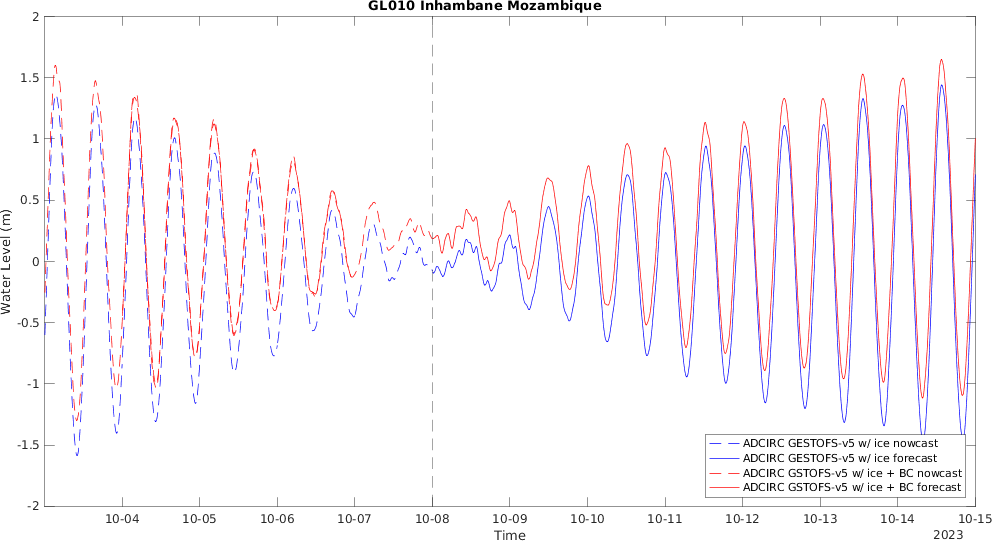 GL010 Inhambane Mozambique
Water Level (m)
2
1.5
1
0.5
0
-0.5
-1
-1.5
-2
ADCIRC GESTOFS-v5 w/ ice nowcast
ADCIRC GESTOFS-v5 w/ ice forecast
ADCIRC GSTOFS-v5 w/ ice + BC nowcast
ADCIRC GSTOFS-v5 w/ ice + BC forecast
10-04 10-05 10-06 10-07 10-08 10-09 10-10 10-11 10-12 10-13 10-14 10-15
Time
2023